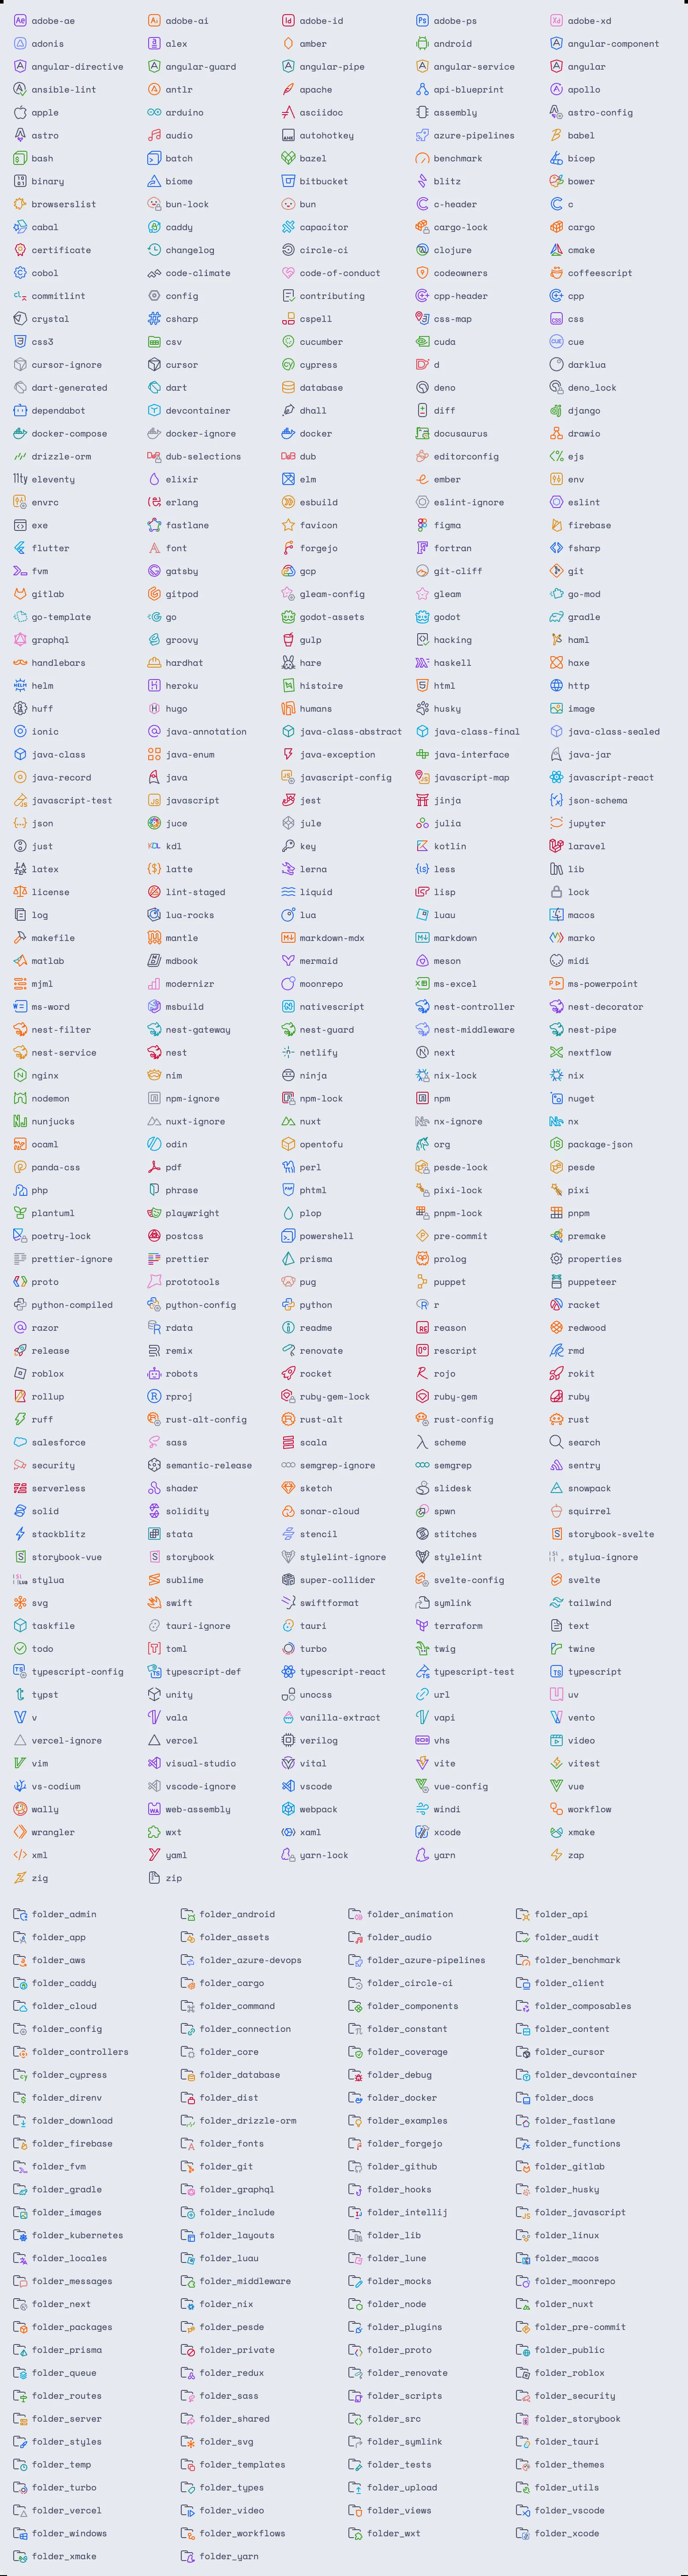 adobe-ae adobe-ai adobe-id adobe-ps adobe-xd
adonis alex amber android angular-component
angular-directive angular-guard angular-pipe angular-service angular
ansible-lint antlr apache api-blueprint apollo
apple arduino asciidoc assembly astro-config
astro audio autohotkey azure-pipelines babel
bash batch bazel benchmark bicep
binary biome bitbucket blitz bower
browserslist bun-lock bun c-header c
cabal caddy capacitor cargo-lock cargo
certificate changelog circle-ci clojure cmake
cobol code-climate code-of-conduct codeowners coffeescript
commitlint config contributing cpp-header cpp
crystal csharp cspell css-map css
css3 csv cucumber cuda cue
cursor-ignore cursor cypress d darklua
dart-generated dart database deno deno_lock
dependabot devcontainer dhall diff django
docker-compose docker-ignore docker docusaurus drawio
drizzle-orm dub-selections dub editorconfig ejs
eleventy elixir elm ember env
envrc erlang esbuild eslint-ignore eslint
exe fastlane favicon figma firebase
flutter font forgejo fortran fsharp
fvm gatsby gcp git-cliff git
gitlab gitpod gleam-config gleam go-mod
go-template go godot-assets godot gradle
graphql groovy gulp hacking haml
handlebars hardhat hare haskell haxe
helm heroku histoire html http
huff hugo humans husky image
ionic java-annotation java-class-abstract java-class-final java-class-sealed
java-class java-enum java-exception java-interface java-jar
java-record java javascript-config javascript-map javascript-react
javascript-test javascript jest jinja json-schema
json juce jule julia jupyter
just kdl key kotlin laravel
latex latte lerna less lib
license lint-staged liquid lisp lock
log lua-rocks lua luau macos
makefile mantle markdown-mdx markdown marko
matlab mdbook mermaid meson midi
mjml modernizr moonrepo ms-excel ms-powerpoint
ms-word msbuild nativescript nest-controller nest-decorator
nest-filter nest-gateway nest-guard nest-middleware nest-pipe
nest-service nest netlify next nextflow
nginx nim ninja nix-lock nix
nodemon npm-ignore npm-lock npm nuget
nunjucks nuxt-ignore nuxt nx-ignore nx
ocaml odin opentofu org package-json
panda-css pdf perl pesde-lock pesde
php phrase phtml pixi-lock pixi
plantuml playwright plop pnpm-lock pnpm
poetry-lock postcss powershell pre-commit premake
prettier-ignore prettier prisma prolog properties
proto prototools pug puppet puppeteer
python-compiled python-config python r racket
razor rdata readme reason redwood
release remix renovate rescript rmd
roblox robots rocket rojo rokit
rollup rproj ruby-gem-lock ruby-gem ruby
ruff rust-alt-config rust-alt rust-config rust
salesforce sass scala scheme search
security semantic-release semgrep-ignore semgrep sentry
serverless shader sketch slidesk snowpack
solid solidity sonar-cloud spwn squirrel
stackblitz stata stencil stitches storybook-svelte
storybook-vue storybook stylelint-ignore stylelint stylua-ignore
stylua sublime super-collider svelte-config svelte
svg swift swiftformat symlink tailwind
taskfile tauri-ignore tauri terraform text
todo toml turbo twig twine
typescript-config typescript-def typescript-react typescript-test typescript
typst unity unocss url uv
v vala vanilla-extract vapi vento
vercel-ignore vercel verilog vhs video
vim visual-studio vital vite vitest
vs-codium vscode-ignore vscode vue-config vue
wally web-assembly webpack windi workflow
wrangler wxt xaml xcode xmake
xml yaml yarn-lock yarn zap
zig zip
folder_admin folder_android folder_animation folder_api
folder_app folder_assets folder_audio folder_audit
folder_aws folder_azure-devops folder_azure-pipelines folder_benchmark
folder_caddy folder_cargo folder_circle-ci folder_client
folder_cloud folder_command folder_components folder_composables
folder_config folder_connection folder_constant folder_content
folder_controllers folder_core folder_coverage folder_cursor
folder_cypress folder_database folder_debug folder_devcontainer
folder_direnv folder_dist folder_docker folder_docs
folder_download folder_drizzle-orm folder_examples folder_fastlane
folder_firebase folder_fonts folder_forgejo folder_functions
folder_fvm folder_git folder_github folder_gitlab
folder_gradle folder_graphql folder_hooks folder_husky
folder_images folder_include folder_intellij folder_javascript
folder_kubernetes folder_layouts folder_lib folder_linux
folder_locales folder_luau folder_lune folder_macos
folder_messages folder_middleware folder_mocks folder_moonrepo
folder_next folder_nix folder_node folder_nuxt
folder_packages folder_pesde folder_plugins folder_pre-commit
folder_prisma folder_private folder_proto folder_public
folder_queue folder_redux folder_renovate folder_roblox
folder_routes folder_sass folder_scripts folder_security
folder_server folder_shared folder_src folder_storybook
folder_styles folder_svg folder_symlink folder_tauri
folder_temp folder_templates folder_tests folder_themes
folder_turbo folder_types folder_upload folder_utils
folder_vercel folder_video folder_views folder_vscode
folder_windows folder_workflows folder_wxt folder_xcode
folder_xmake folder_yarn